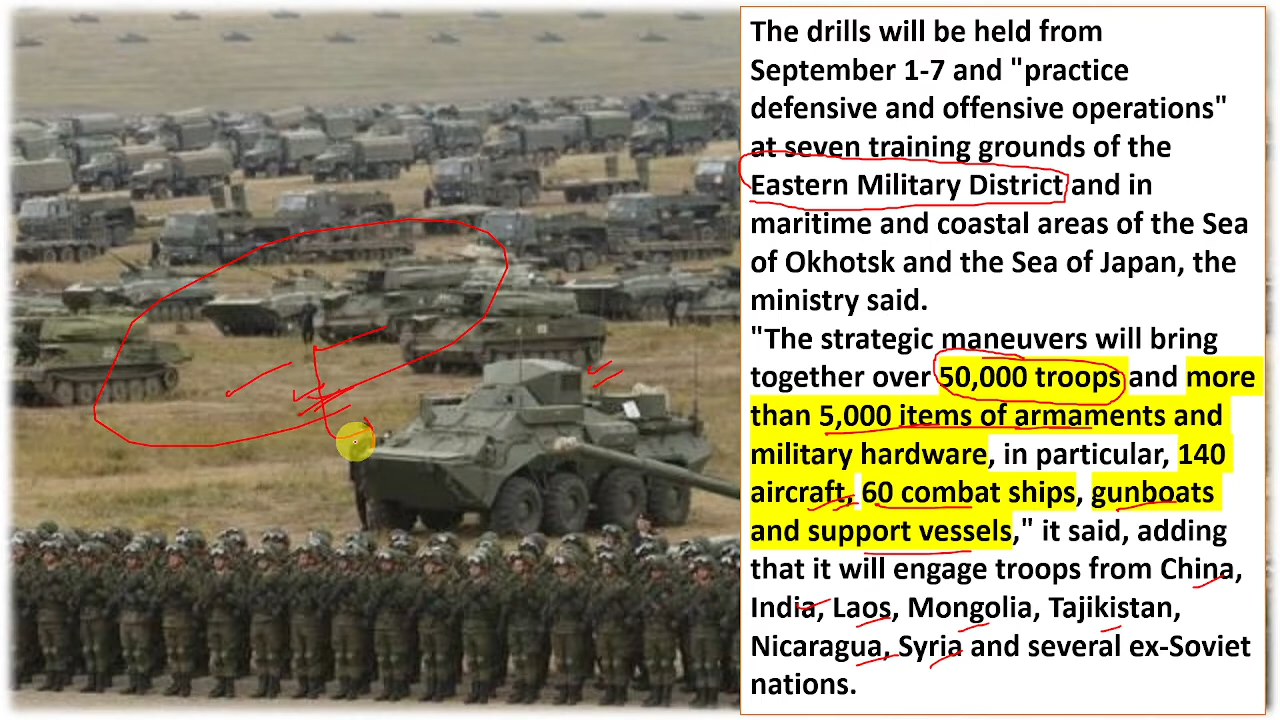 The drills will be held from
September 1-7 and "practice
defensive and offensive operations"
at seven training grounds of the
Eastern Military District and in
maritime and coastal areas of the Sea
of Okhotsk and the Sea of Japan, the
ministry said.
"The strategic maneuvers will bring
together over 50,000 troops and more
than 5,000 items of armaments and
military hardware, in particular, 140
aircraft, 60 combat ships, gunboats
and support vessels," it said, adding
that it will engage troops from China,
India, Laos, Mongolia, Tajikistan,
Nicaragua, Syria and several ex-Soviet
nations.